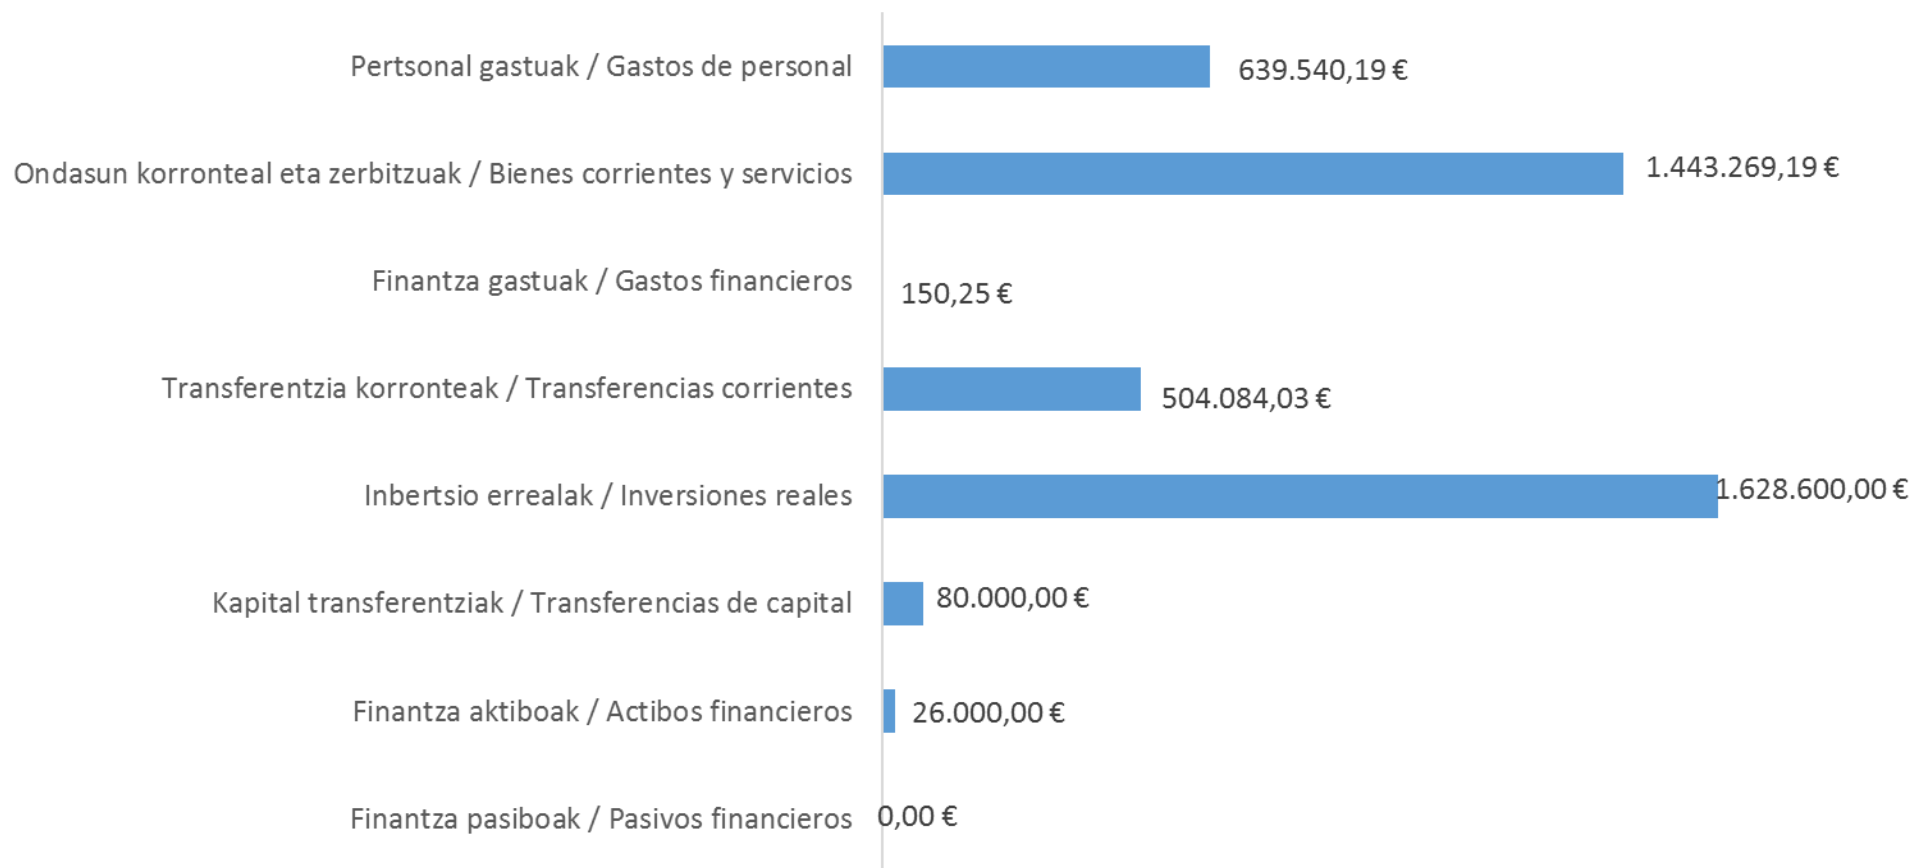 Pertsonal gastuak / Gastos de personal 639.540,19 €
Ondasun korronteal eta zerbitzuak / Bienes corrientes y servicios 1.443.269,19 €
Finantza gastuak / Gastos financieros 150,25 €
Transferentzia korronteak / Transferencias corrientes 504.084,03 €
Inbertsio errealak / Inversiones reales 1.628.600,00 €
Kapital transferentziak / Transferencias de capital 80.000,00 €
Finantza aktiboak / Actibos financieros 26.000,00 €
Finantza pasiboak / Pasivos financieros 0,00 €